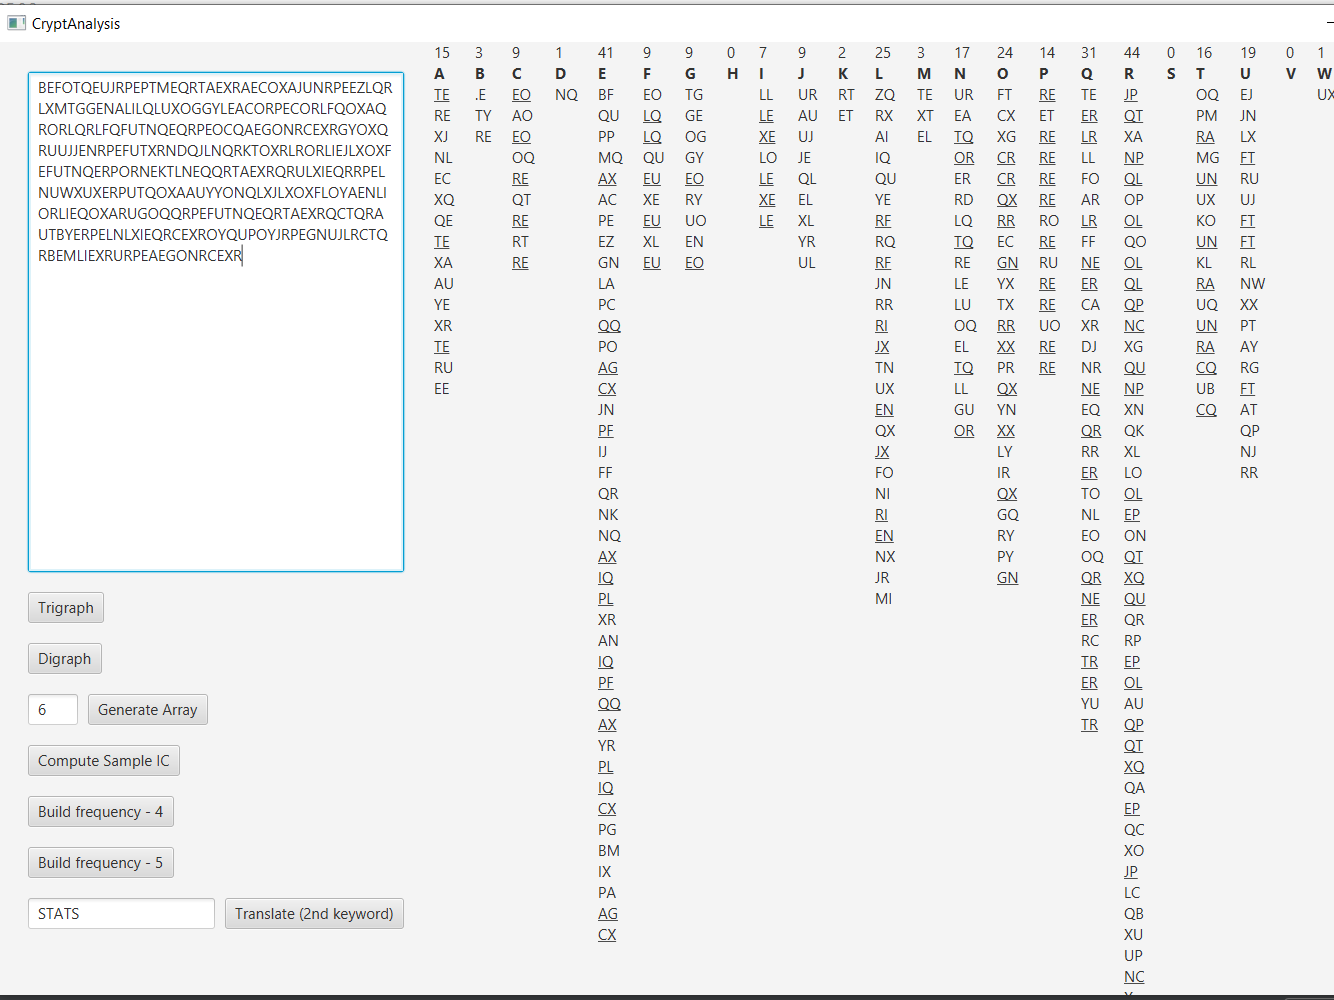 CryptAnalysis
BEFOTQEUJRPEPTMEQRTAEXRAECOXAJUNRPEEZLQR
LXMTGGENALILQLUXOGGYLEACORPECORLFQOXAQ
RORLQRLFQFUTNQEQRPEOCQAEGONRCEXRGYOXQ
RUUJJENRPEFUTXRNDQJLNQRKTOXRLRORLIEJLXOXF
EFUTNQERPORNEKTLNEQQRTAEXRQRULXIEQRRPEL
NUWXUXERPUTQOXAAUYYONQLXJLXOXFLOYAENLI
ORLIEQOXARUGOQQRPEFUTNQEQRTAEXRQCTQRA
UTBYERPELNLXIEQRCEXROYQUPOYJRPEGNUJLRCTQ
RBEMLIEXRURPEAEGONRCEXR
Trigraph
Digraph
6 Generate Array
Compute Sample IC
Build frequency - 4
Build frequency - 5
STATS Translate (2nd keyword)
15 3 9 1 41 9 9 0 7 9 2 25 3 17 24 14 31 44 0 16 19 0 1
A B C D E F G H I J K L M N O P Q R S T U V W
TE .E EO NQ BF EO TG LL UR RT ZQ TE UR FT RE TE JP OQ EJ UX
RE TY AO QU LQ GE LE AU ET RX XT EA CX ET ER QT PM JN
XJ RE EO PP LQ OG XE UJ AI EL TQ XG RE LR XA RA LX
NL OQ MQ QU GY LO JE IQ OR CR RE LL NP MG FT
EC RE AX EU EO LE QL QU ER CR RE FO QL UN RU
XQ QT AC XE RY XE EL YE RD QX RE AR OP UX UJ
QE RE PE EU UO LE XL RF LQ RR RO LR OL KO FT
TE RT EZ XL EN YR RQ TQ EC RE FF QO UN FT
XA RE GN EU EO UL RF RE GN RU NE OL KL RL
AU LA JN LE YX RE ER QL RA NW
YE PC RR LU TX RE CA QP UQ XX
XR QQ RI OQ RR UO XR NC UN PT
TE PO JX EL XX RE DJ XG RA AY
RU AG TN TQ PR RE NR QU CQ RG
EE CX UX LL QX NE NP UB FT
JN EN GU YN EQ XN CQ AT
PF QX OR XX QR QK QP
IJ JX LY RR XL NJ
FF FO IR ER LO RR
QR NI QX TO OL
NK RI GQ NL EP
NQ EN RY EO ON
AX NX PY OQ QT
IQ JR GN QR XQ
PL MI NE QU
XR ER QR
AN RC RP
IQ TR EP
PF ER OL
QQ YU AU
AX TR QP
YR QT
PL XQ
IQ QA
CX EP
PG QC
BM XO
IX JP
PA LC
AG QB
CX XU
UP
NC